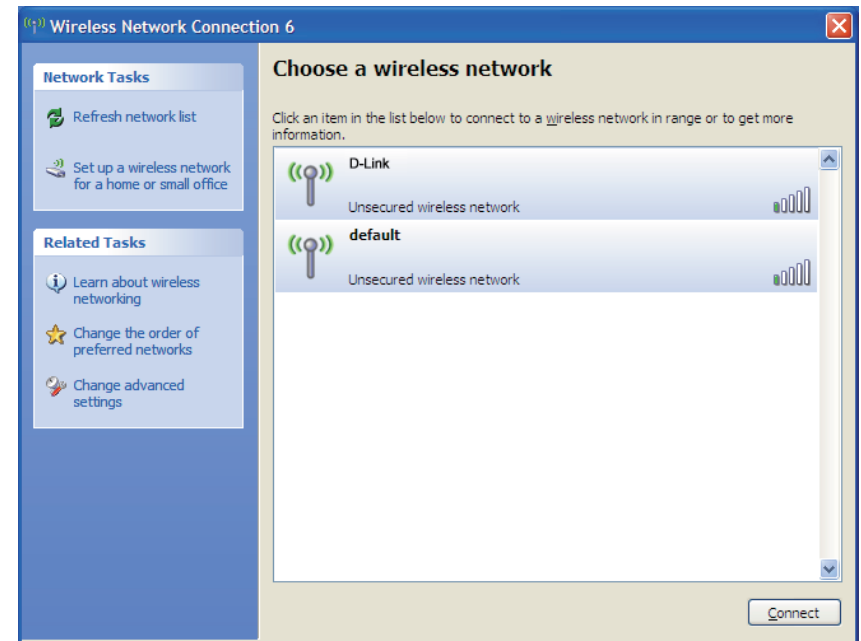 Wireless Network Connection 6
Network Tasks
Refresh network list
Set up a wireless network
for a home or small office
Related Tasks
Learn about wireless
networking
Change the order of
preferred networks
Change advanced
settings
Choose a wireless network
Click an item in the list below to connect to a wireless network in range or to get more
information.
D-Link
Unsecured wireless network
default
Unsecured wireless network
Connect